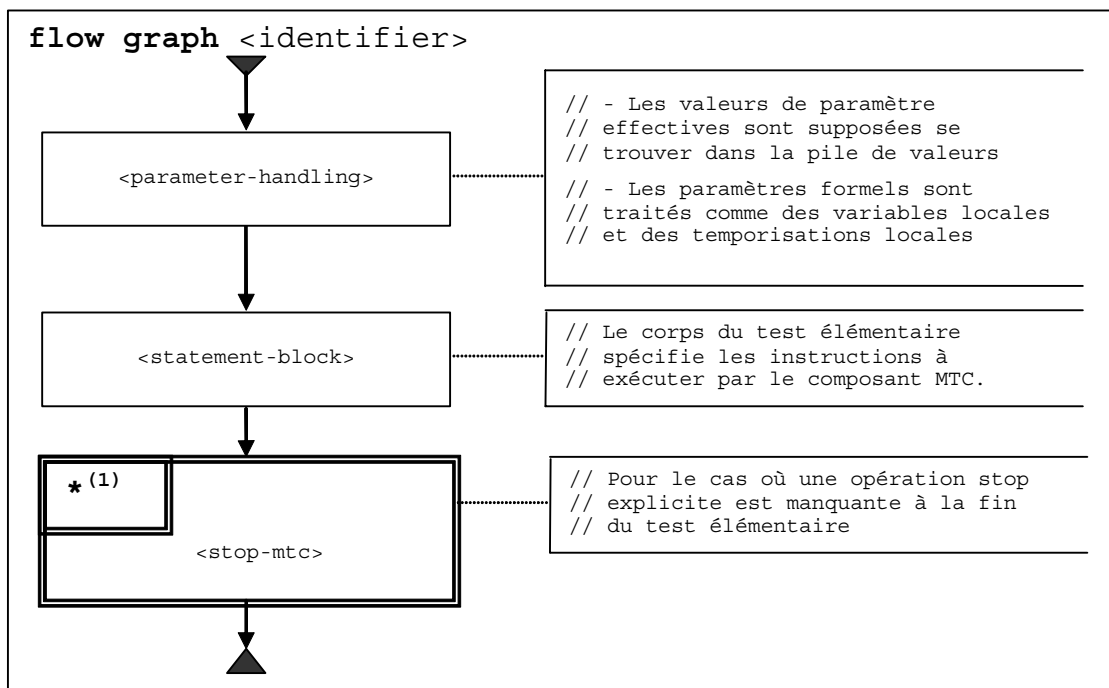 flow graph <identifier>
<parameter-handling>
// - Les valeurs de paramètre
// effectives sont supposées se
// trouver dans la pile de valeurs
// - Les paramètres formels sont
// traités comme des variables locales
// et des temporisations locales
<statement-block>
// Le corps du test élémentaire
// spécifie les instructions à
// exécuter par le composant MTC.
*(1)
<stop-mtc>
// Pour le cas où une opération stop
// explicite est manquante à la fin
// du test élémentaire